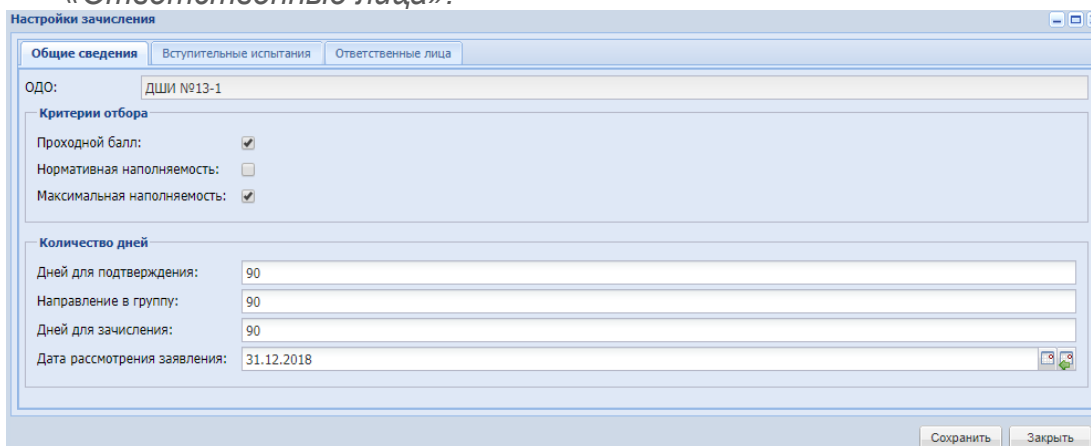 «Ответственные лица».
Настройки зачисления
Общие сведения Вступительные испытания Ответственные лица
ОДО: ДШИ №13-1
Критерии отбора
Проходной балл:
Нормативная наполняемость:
Максимальная наполняемость:
Количество дней
Дней для подтверждения: 90
Направление в группу: 90
Дней для зачисления: 90
Дата рассмотрения заявления: 31.12.2018
Сохранить Закрыть